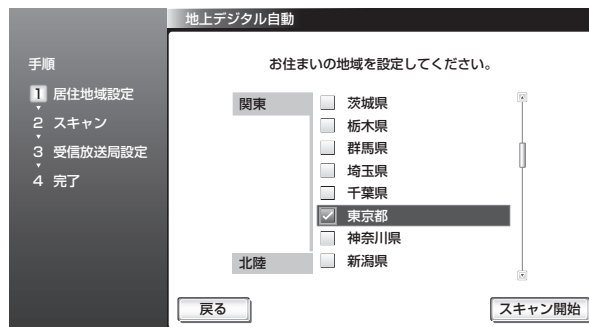 地上デジタル自動
手順
1 居住地域設定
2 スキャン
3 受信放送局設定
4 完了
お住まいの地域を設定してください。
関東
茨城県
栃木県
群馬県
埼玉県
千葉県
東京都
神奈川県
北陸
新潟県
戻る
スキャン開始